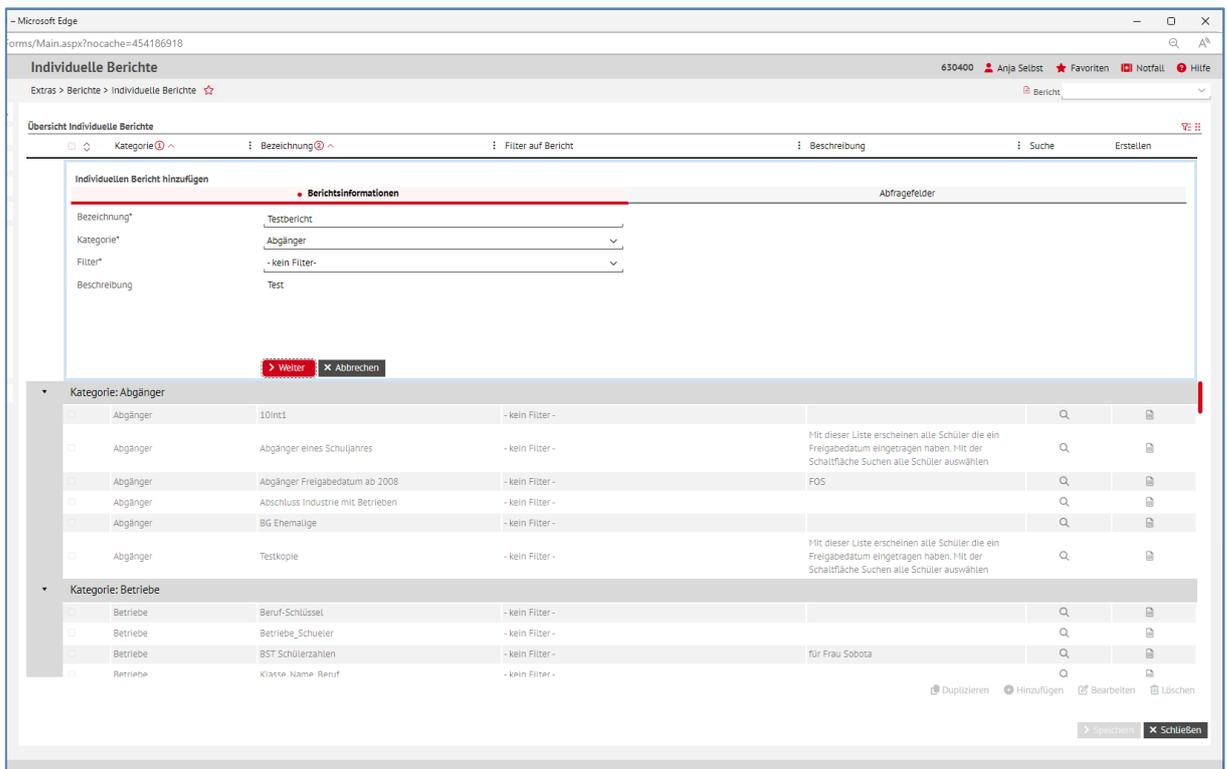 – Microsoft Edge
Forms/Main.aspx?nocache=454186918
Individuelle Berichte 630400 Anja Selbst Favoriten Notfall Hilfe
Extras > Berichte > Individuelle Berichte Bericht
Übersicht Individuelle Berichte
Kategorie 1 Bezeichnung 2 Filter auf Bericht Beschreibung Suche Erstellen
Individuellen Bericht hinzufügen
Berichtsinformationen Abfragefelder
Bezeichnung* Testbericht
Kategorie* Abgänger
Filter* - kein Filter-
Beschreibung Test
Weiter Abbrechen
Kategorie: Abgänger
Abgänger 10Int1 - kein Filter -
Abgänger Abgänger eines Schuljahres - kein Filter - Mit dieser Liste erscheinen alle Schüler die ein
Freigabedatum eingetragen haben. Mit der
Schaltfläche Suchen alle Schüler auswählen
Abgänger Abgänger Freigabedatum ab 2008 - kein Filter - FOS
Abgänger Abschluss Industrie mit Betrieben - kein Filter -
Abgänger BG Ehemalige - kein Filter -
Abgänger Testkopie - kein Filter - Mit dieser Liste erscheinen alle Schüler die ein
Freigabedatum eingetragen haben. Mit der
Schaltfläche Suchen alle Schüler auswählen
Kategorie: Betriebe
Betriebe Beruf-Schlüssel - kein Filter -
Betriebe Betriebe_Schueler - kein Filter -
Betriebe BST Schülerzahlen - kein Filter - für Frau Sobota
Betriebe Klasse_Name_Beruf - kein Filter -
Duplizieren Hinzufügen Bearbeiten Löschen
Speichern Schließen